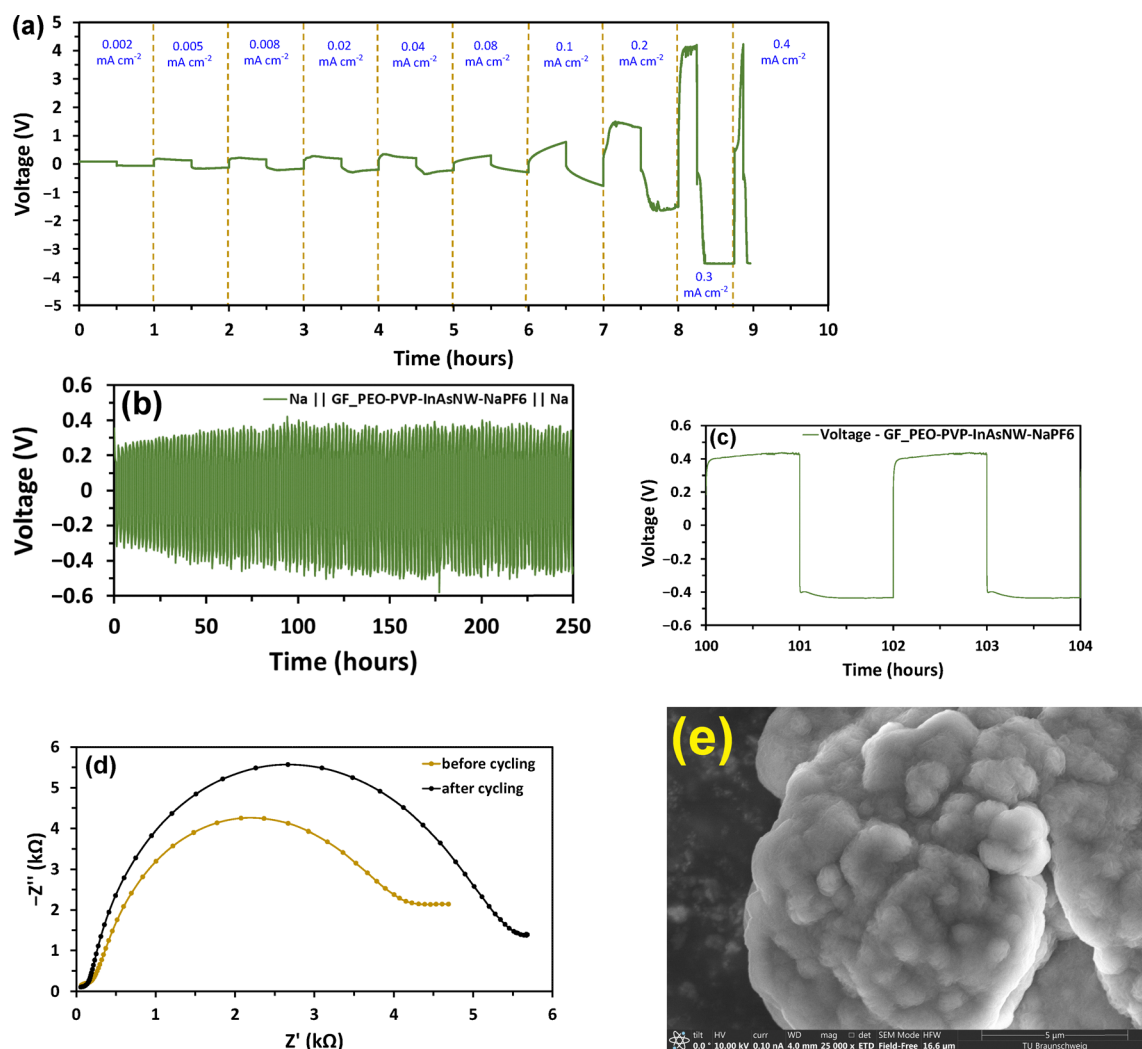 (a)
5
4
3
2
1
0
−1
−2
−3
−4
−5
Voltage (V)
0.002
mA cm⁻²
0.005
mA cm⁻²
0.008
mA cm⁻²
0.02
mA cm⁻²
0.04
mA cm⁻²
0.08
mA cm⁻²
0.1
mA cm⁻²
0.2
mA cm⁻²
0.4
mA cm⁻²
0.3
mA cm⁻²
0 1 2 3 4 5 6 7 8 9 10
Time (hours)
(b)
Na || GF_PEO-PVP-InAsNW-NaPF6 || Na
0.6
0.4
0.2
0
−0.2
−0.4
−0.6
Voltage (V)
0 50 100 150 200 250
Time (hours)
(c)
Voltage - GF_PEO-PVP-InAsNW-NaPF6
0.6
0.4
0.2
0
−0.2
−0.4
−0.6
Voltage (V)
100 101 102 103 104
Time (hours)
(d)
before cycling
after cycling
6
5
4
3
2
1
0
−Z'' (kΩ)
0 1 2 3 4 5 6
Z' (kΩ)
(e)
tilt HV curr WD mag □ det SEM Mode HFW 5 µm
0.0 ° 10.00 kV 0.10 nA 4.0 mm 25 000 x ETD Field-Free 16.6 µm TU Braunschweig